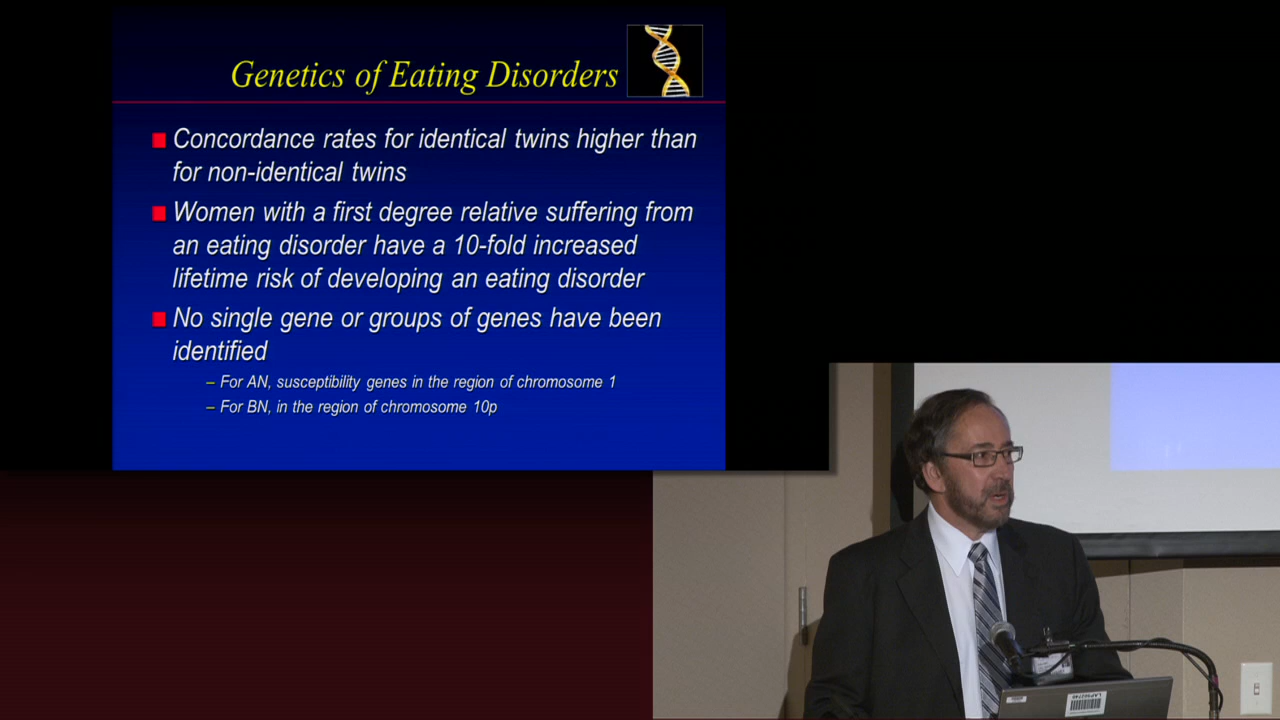 Genetics of Eating Disorders
■ Concordance rates for identical twins higher than
for non-identical twins
■ Women with a first degree relative suffering from
an eating disorder have a 10-fold increased
lifetime risk of developing an eating disorder
■ No single gene or groups of genes have been
identified
– For AN, susceptibility genes in the region of chromosome 1
– For BN, in the region of chromosome 10p